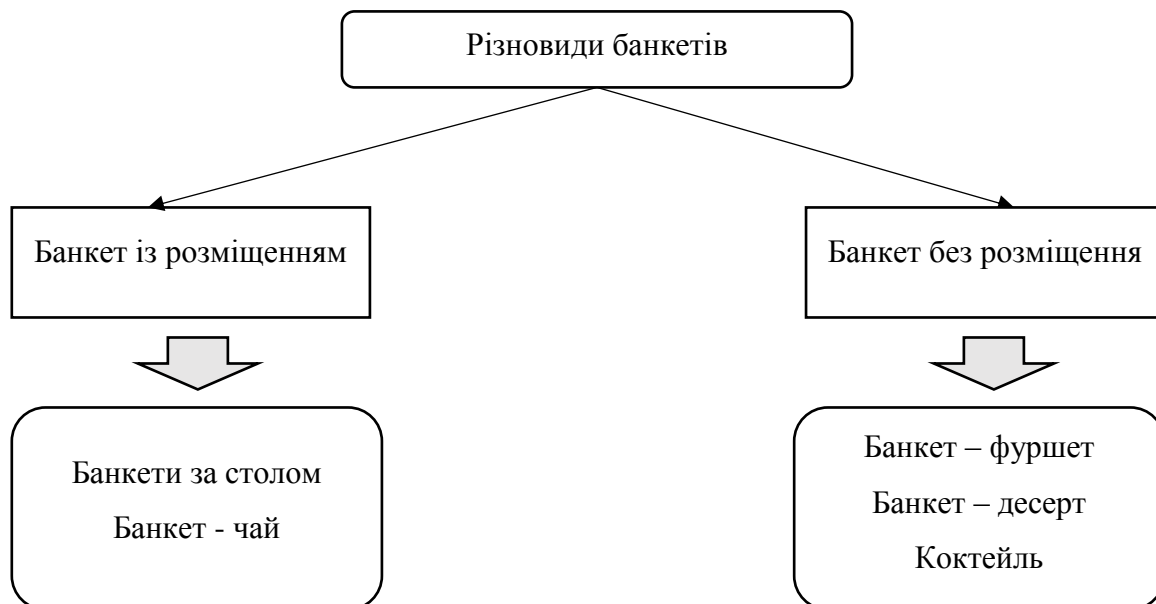 Різновиди банкетів
Банкет із розміщенням
Банкет без розміщення
Банкети за столом
Банкет - чай
Банкет – фуршет
Банкет – десерт
Коктейль